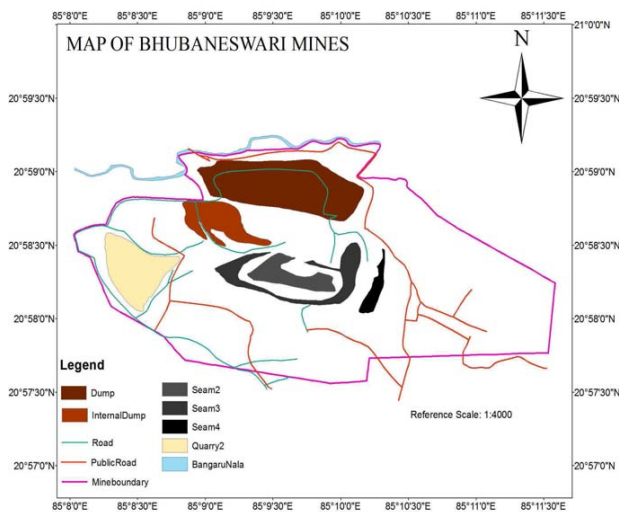 85°8'0"E 85°8'30"E 85°9'0"E 85°9'30"E 85°10'0"E 85°10'30"E 85°11'0"E 85°11'30"E
21°0'0"N
MAP OF BHUBANESWARI MINES
N
20°59'30"N 20°59'30"N
20°59'0"N 20°59'0"N
20°58'30"N 20°58'30"N
20°58'0"N 20°58'0"N
20°57'30"N 20°57'30"N
20°57'0"N 20°57'0"N
Legend
Dump
InternalDump
Road
PublicRoad
Mineboundary
Seam2
Seam3
Seam4
Quarry2
BangaruNala
Reference Scale: 1:4000
85°8'0"E 85°8'30"E 85°9'0"E 85°9'30"E 85°10'0"E 85°10'30"E 85°11'0"E 85°11'30"E